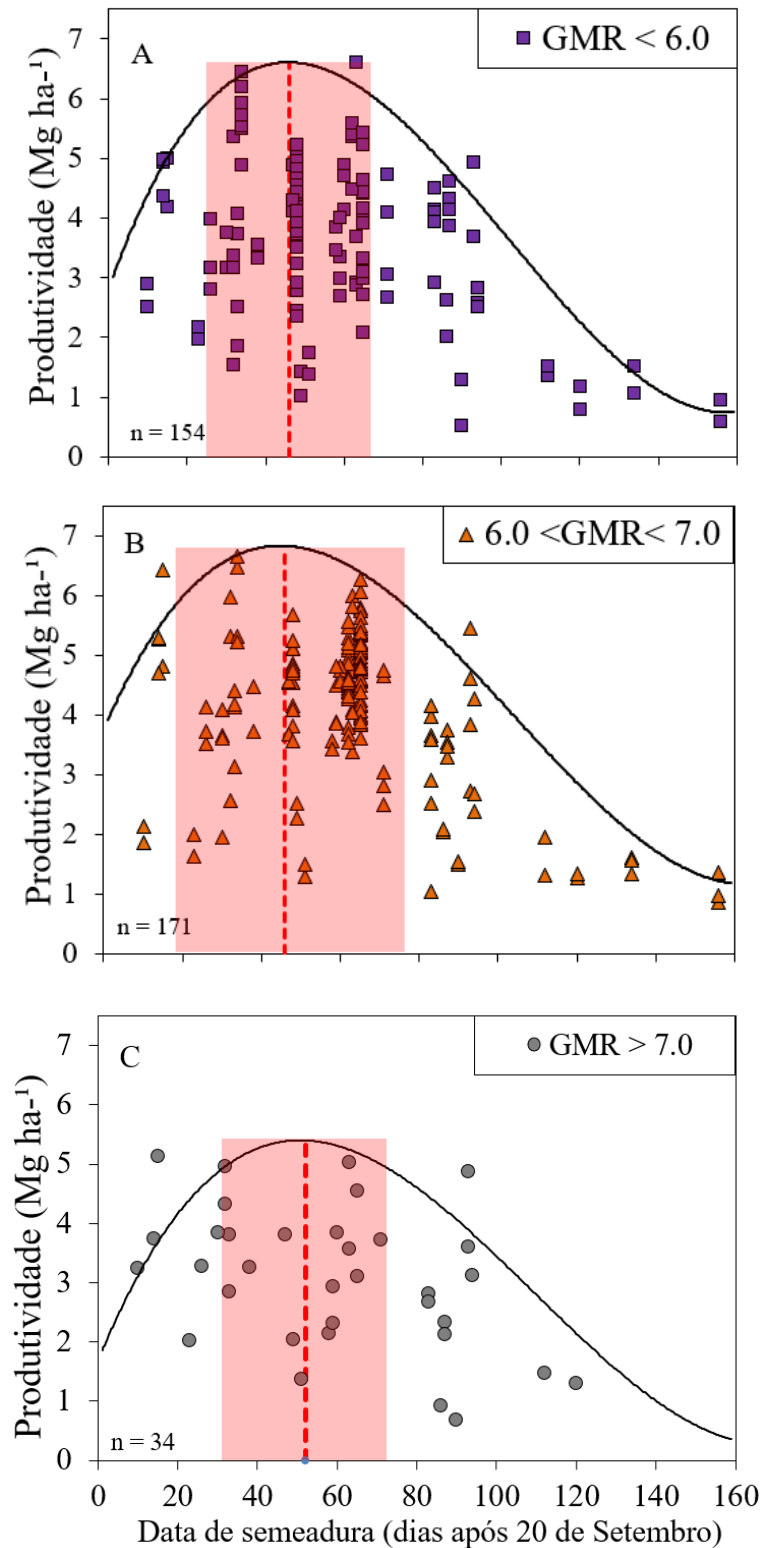 A
GMR < 6.0
7
6
5
4
3
2
1
0
Produtividade (Mg ha-¹)
n = 154
B
6.0 <GMR< 7.0
7
6
5
4
3
2
1
0
Produtividade (Mg ha-¹)
n = 171
C
GMR > 7.0
7
6
5
4
3
2
1
0
Produtividade (Mg ha-¹)
n = 34
0 20 40 60 80 100 120 140 160
Data de semeadura (dias após 20 de Setembro)